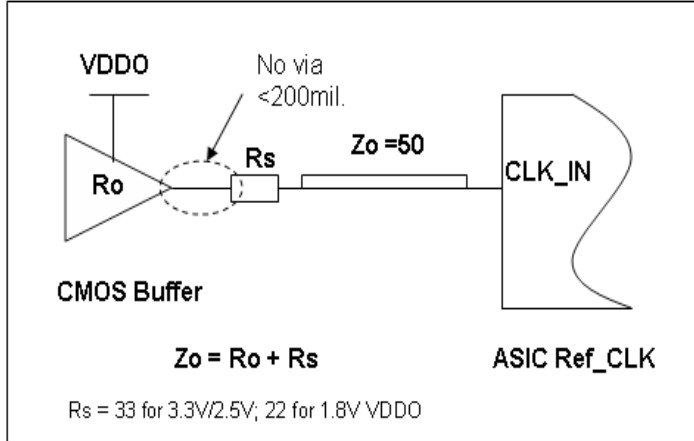 VDDO
No via
<200mil.
Rs
Zo =50
Ro
CLK_IN
CMOS Buffer
Zo = Ro + Rs
ASIC Ref_CLK
Rs = 33 for 3.3V/2.5V; 22 for 1.8V VDDO